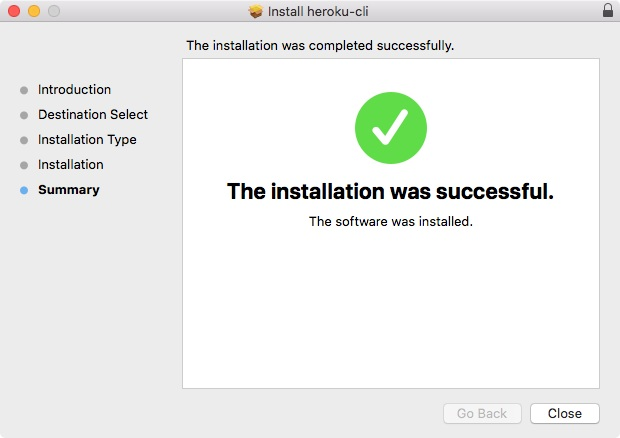 Install heroku-cli
The installation was completed successfully.
Introduction
Destination Select
Installation Type
Installation
Summary
The installation was successful.
The software was installed.
Go Back
Close